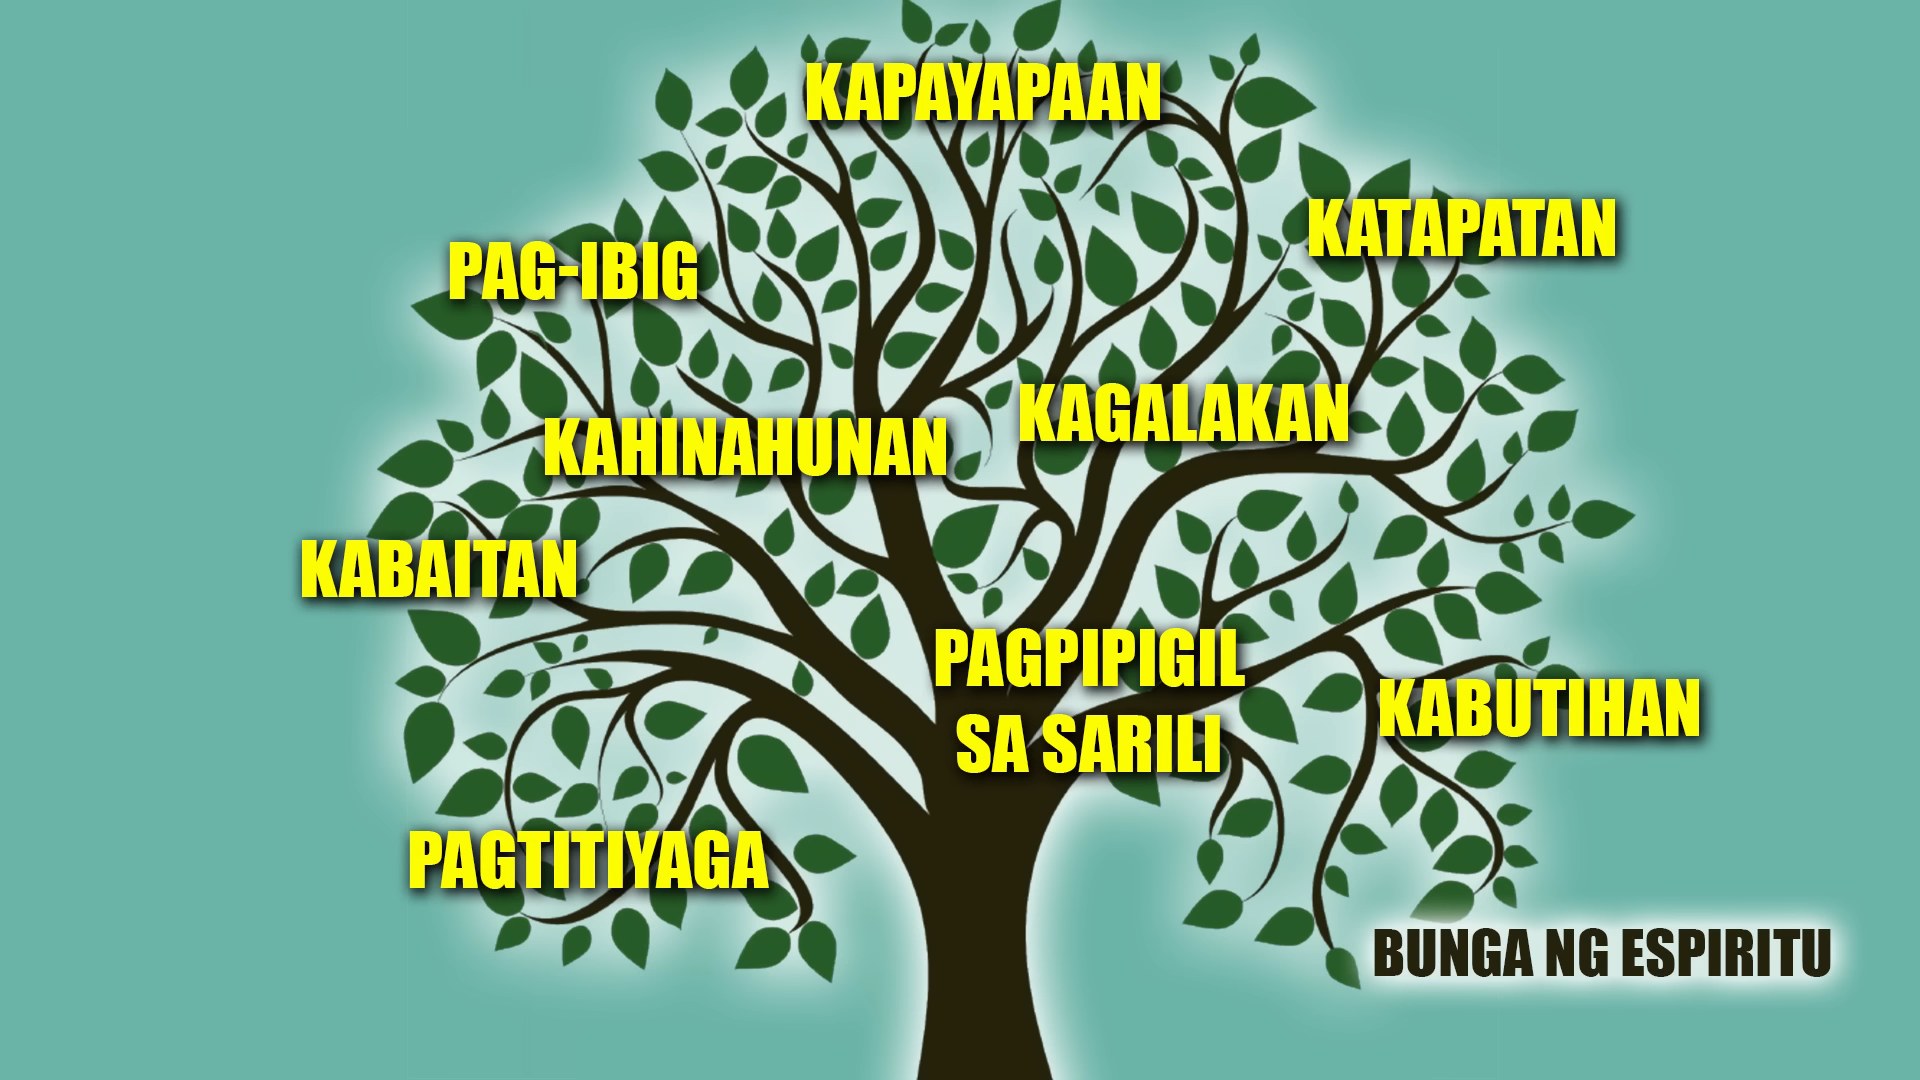 KAPAYAPAAN
KATAPATAN
PAG-IBIG
KAGALAKAN
KAHINAHUNAN
KABAITAN
PAGPIPIGIL
SA SARILI
KABUTIHAN
PAGTITIYAGA
BUNGA NG ESPIRITU